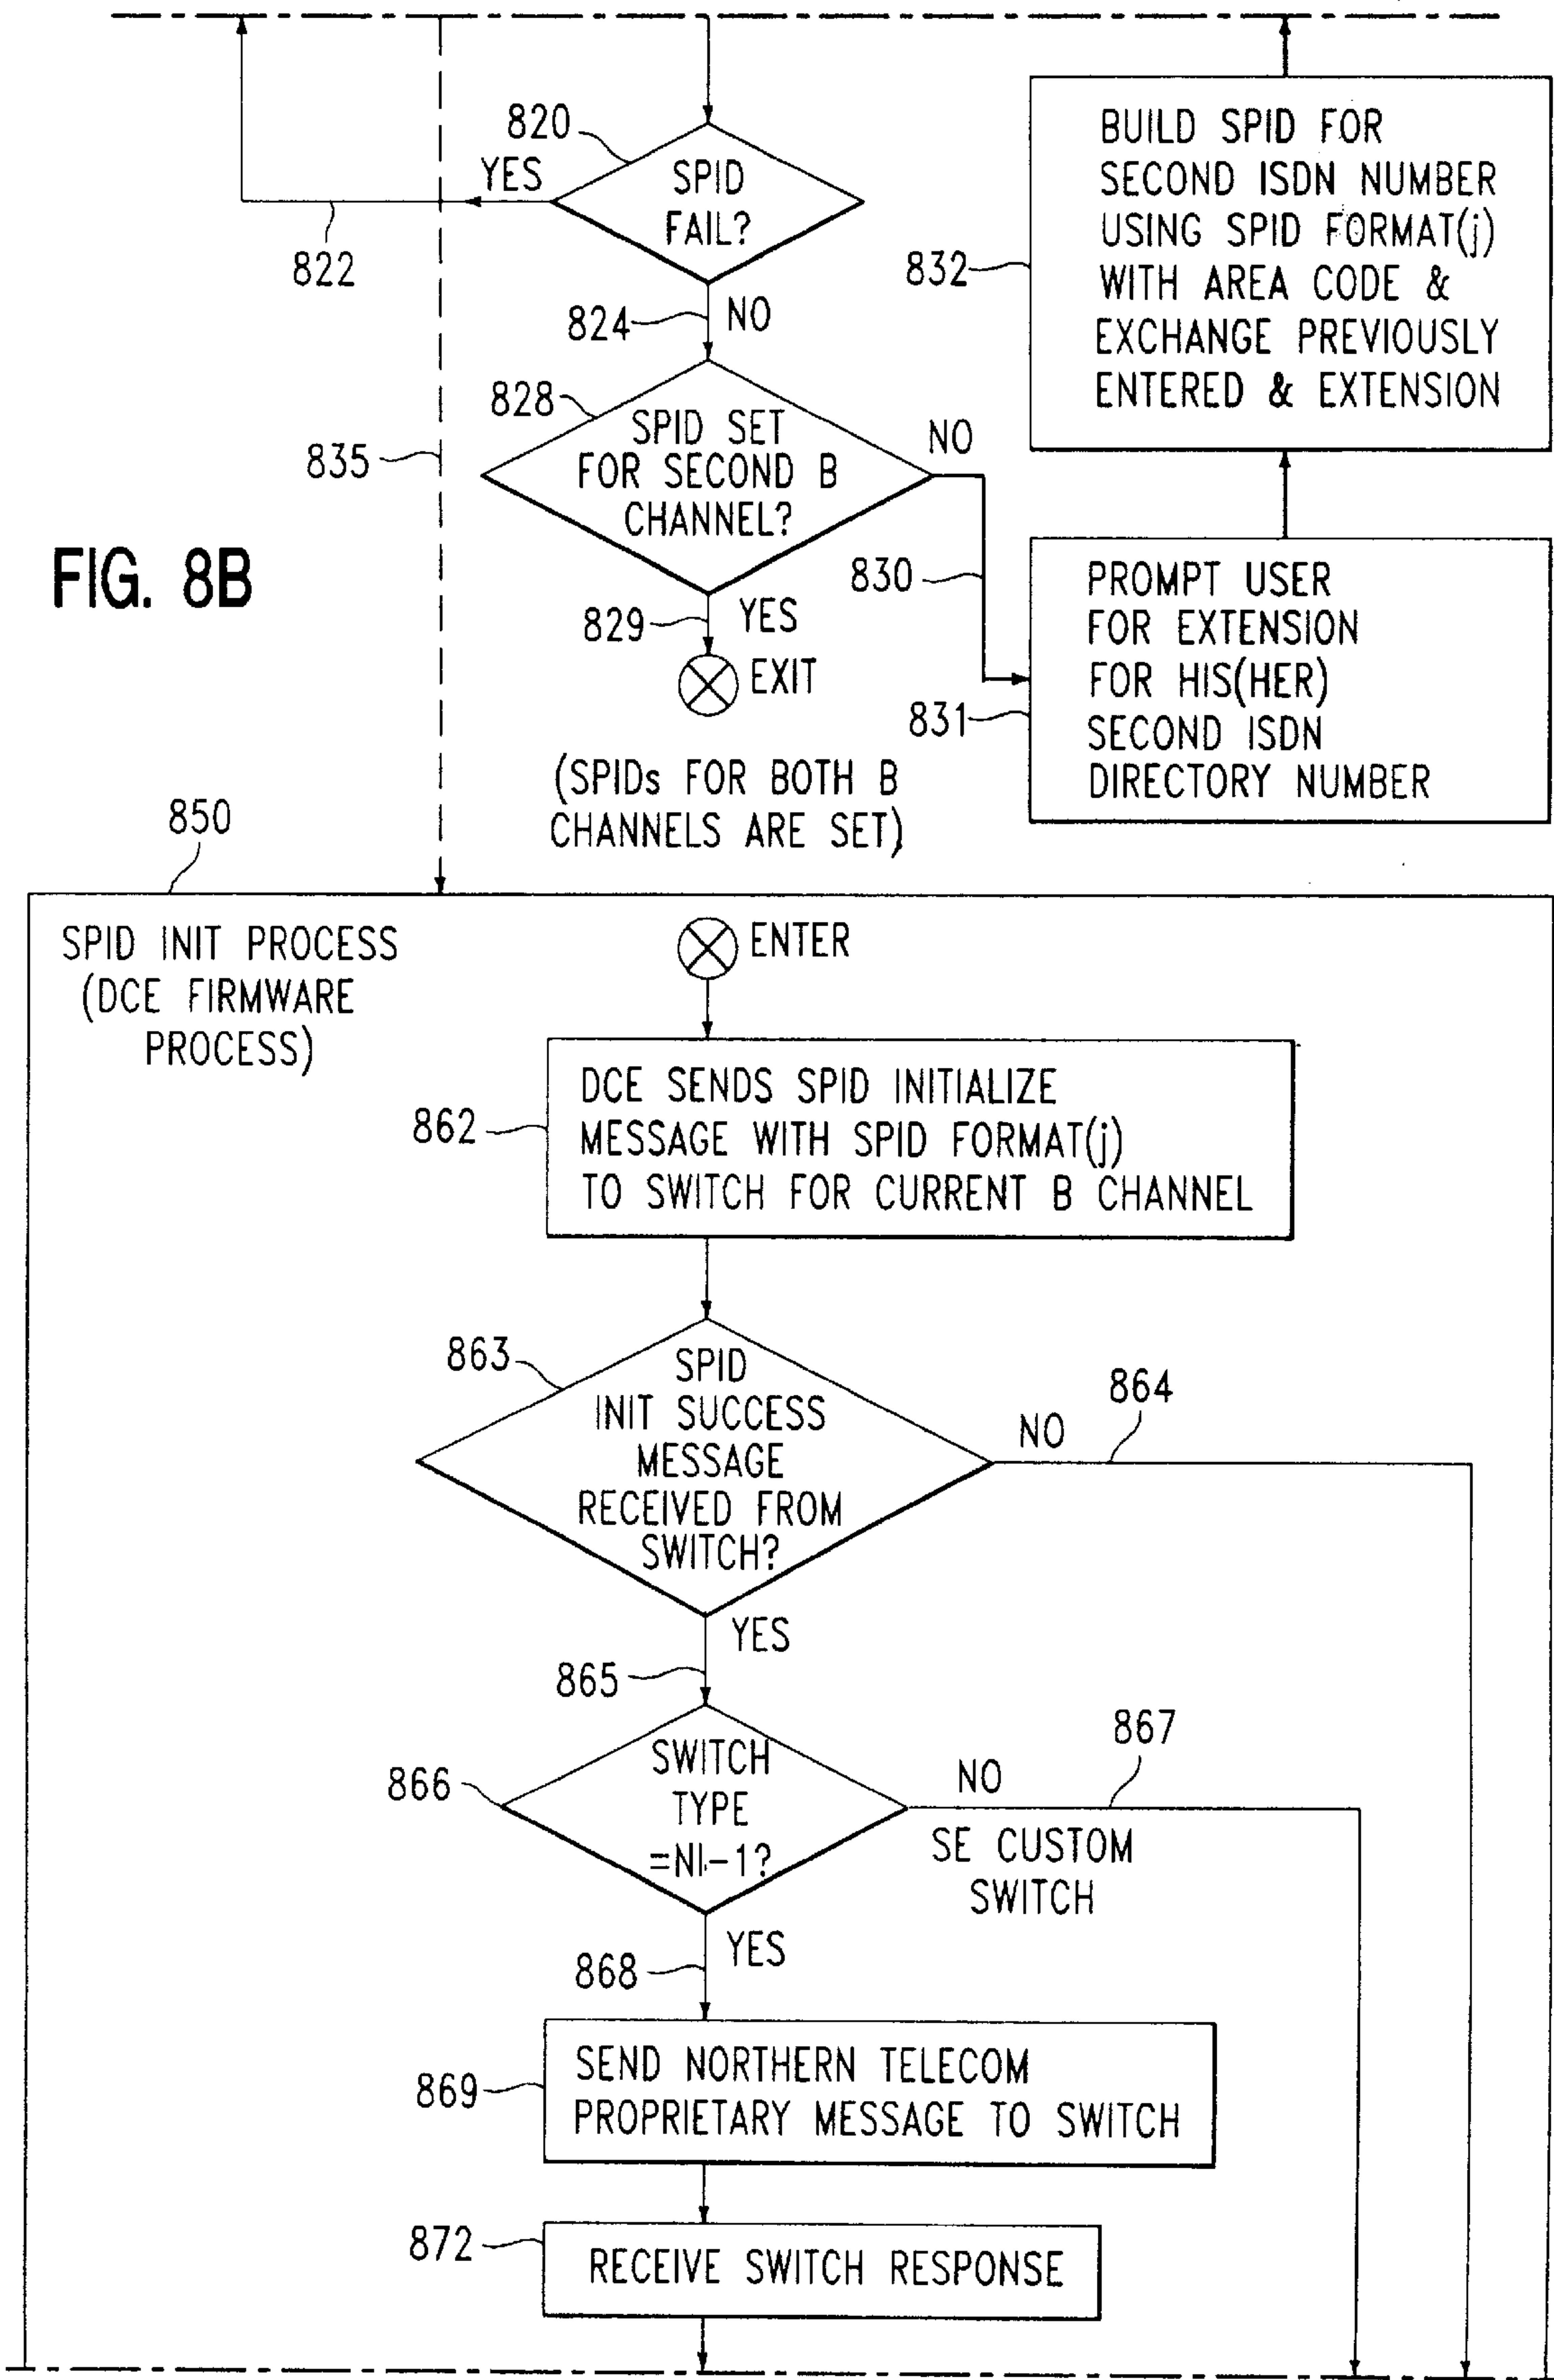 820
YES
SPID
FAIL?
822
824
NO
828
SPID SET
FOR SECOND B
CHANNEL?
NO
835
829
YES
EXIT
(SPIDs FOR BOTH B
CHANNELS ARE SET)
830
832
BUILD SPID FOR
SECOND ISDN NUMBER
USING SPID FORMAT(j)
WITH AREA CODE &
EXCHANGE PREVIOUSLY
ENTERED & EXTENSION
831
PROMPT USER
FOR EXTENSION
FOR HIS(HER)
SECOND ISDN
DIRECTORY NUMBER
FIG. 8B
850
SPID INIT PROCESS
(DCE FIRMWARE
PROCESS)
ENTER
862
DCE SENDS SPID INITIALIZE
MESSAGE WITH SPID FORMAT(j)
TO SWITCH FOR CURRENT B CHANNEL
863
SPID
INIT SUCCESS
MESSAGE
RECEIVED FROM
SWITCH?
NO
864
YES
865
866
SWITCH
TYPE
=NI-1?
NO
867
SE CUSTOM
SWITCH
YES
868
869
SEND NORTHERN TELECOM
PROPRIETARY MESSAGE TO SWITCH
872
RECEIVE SWITCH RESPONSE